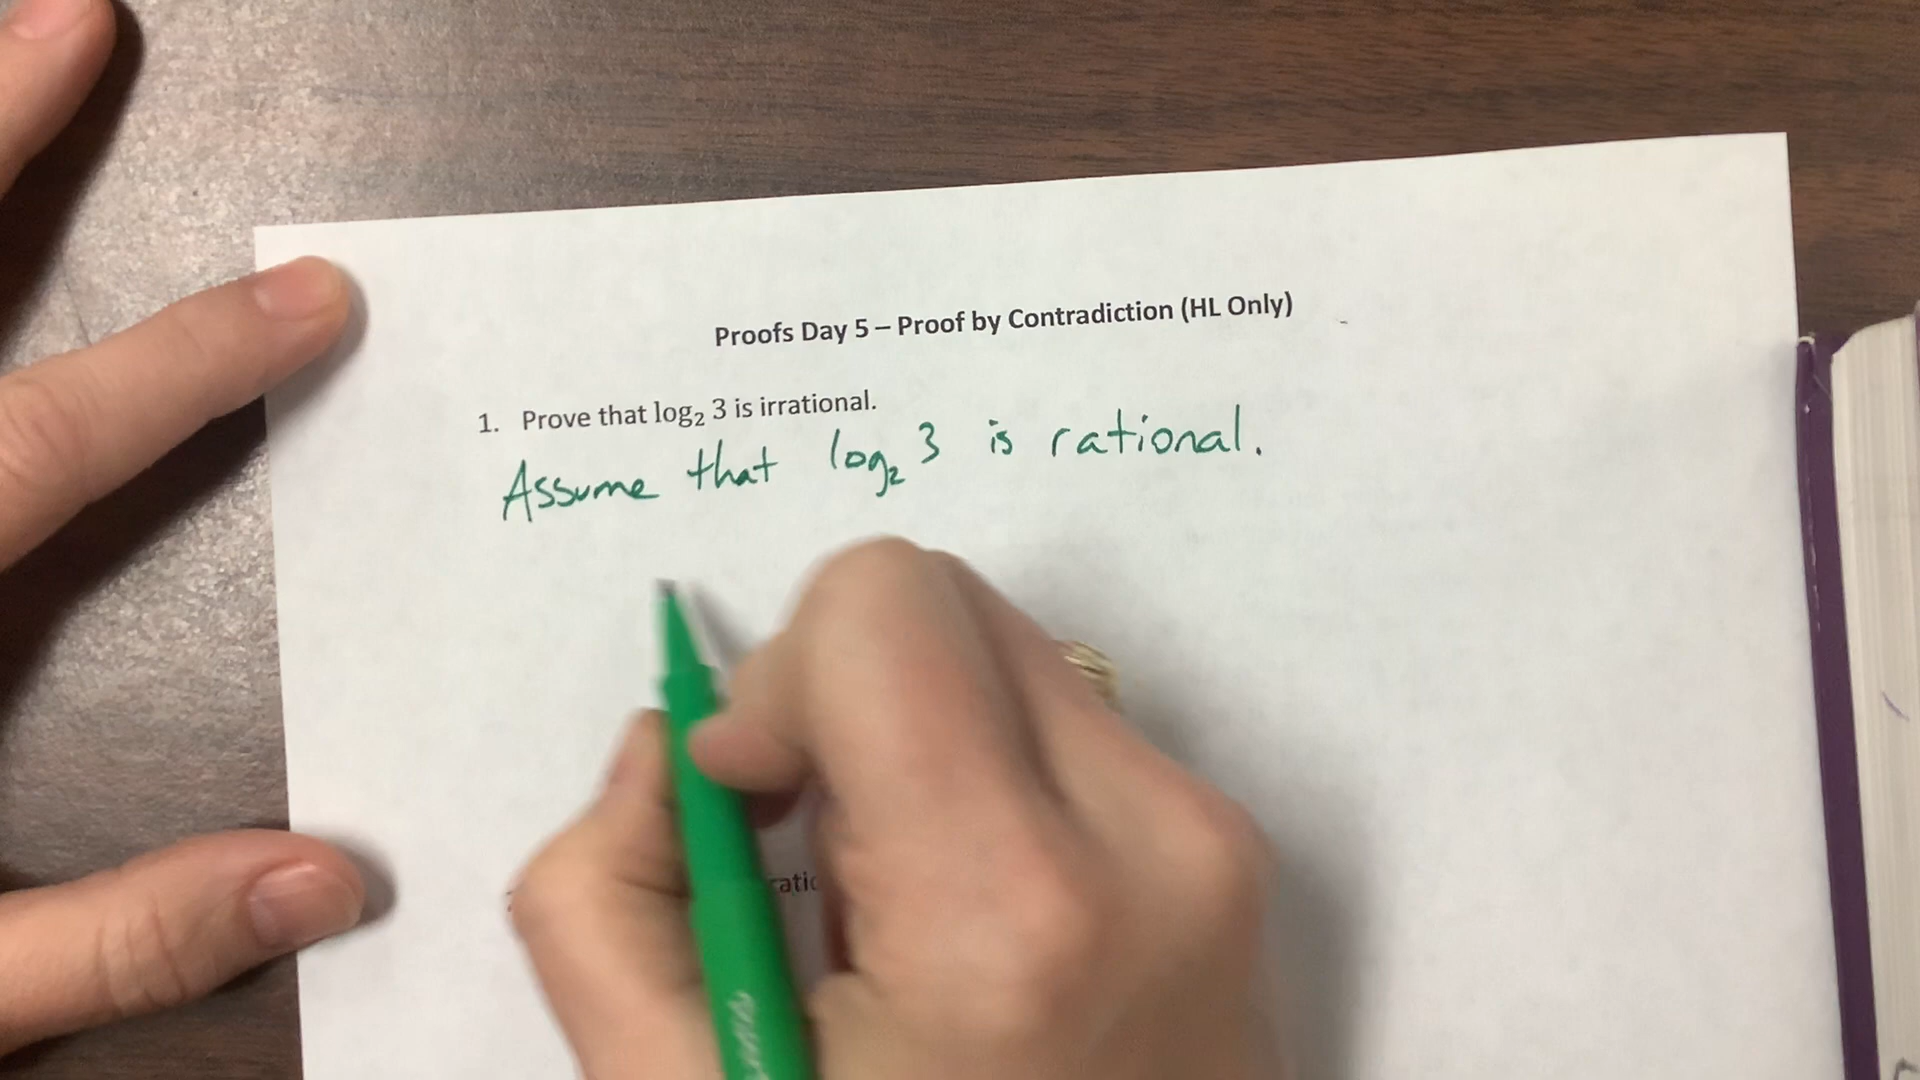 Proofs Day 5 – Proof by Contradiction (HL Only)
1. Prove that log₂ 3 is irrational.
Assume that log₂ 3 is rational.